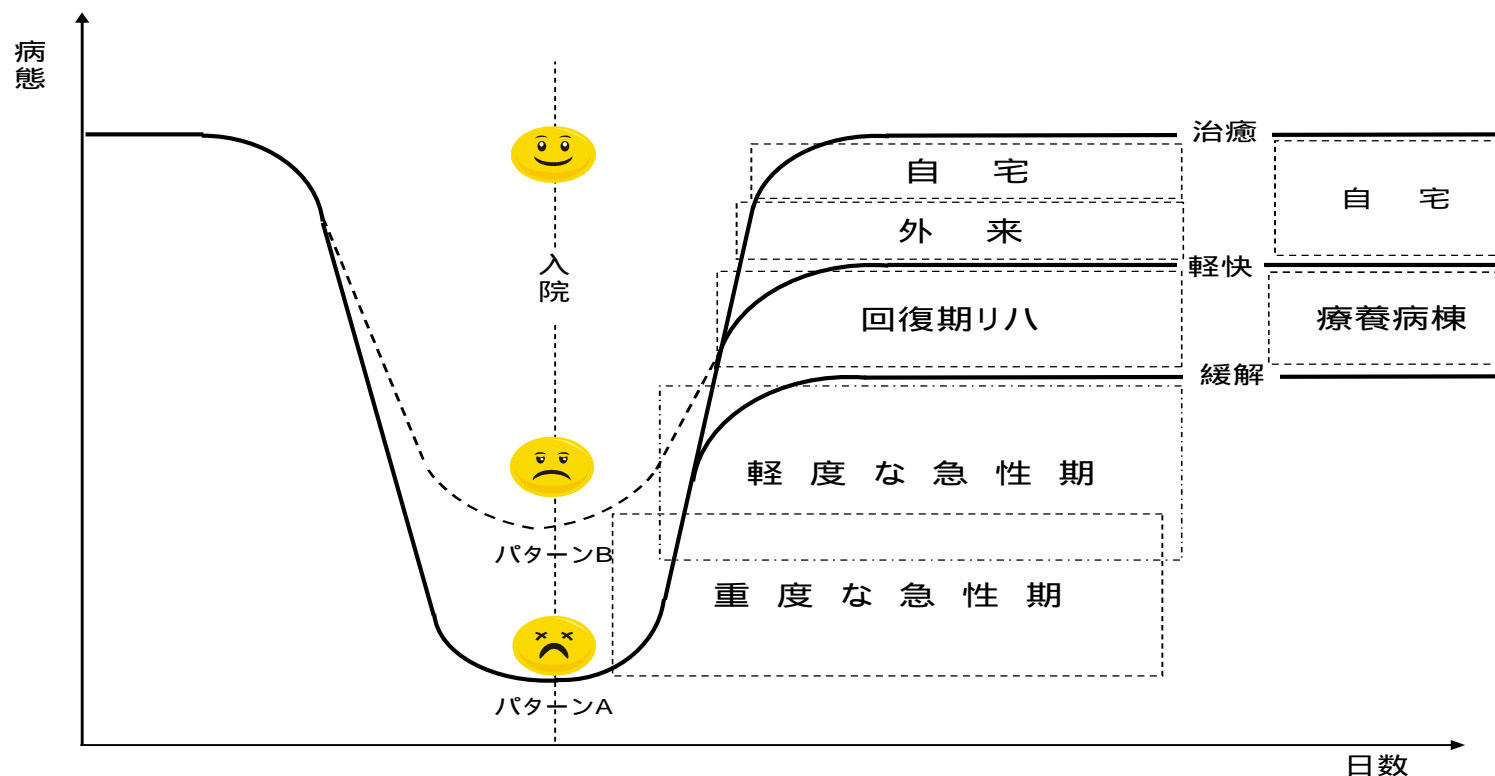 病態
治癒
自宅
自宅
外来
入院
軽快
回復期リハ
療養病棟
緩解
軽度な急性期
パターンB
重度な急性期
パターンA
日数